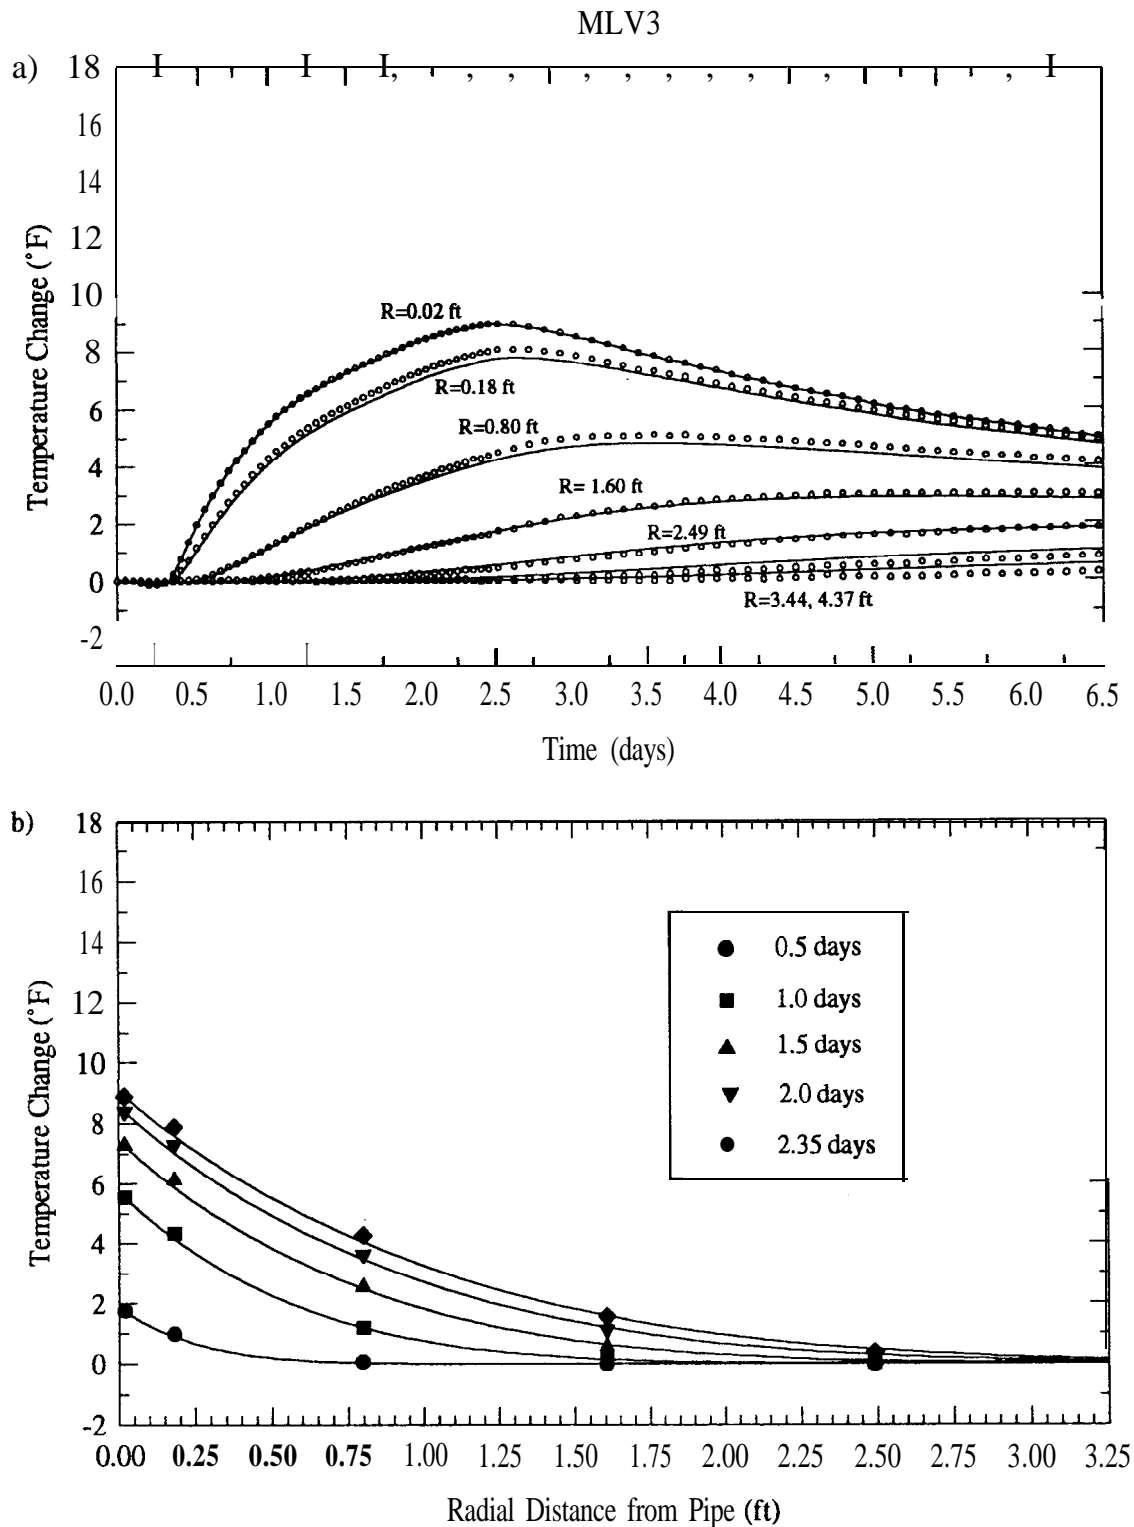 MLV3
a)
18
16
14
12
10
8
6
4
2
0
-2
Temperature Change (°F)
R=0.02 ft
R=0.18 ft
R=0.80 ft
R= 1.60 ft
R=2.49 ft
R=3.44, 4.37 ft
0.0 0.5 1.0 1.5 2.0 2.5 3.0 3.5 4.0 4.5 5.0 5.5 6.0 6.5
Time (days)
b)
18
16
14
12
10
8
6
4
2
0
-2
Temperature Change (°F)
0.5 days
1.0 days
1.5 days
2.0 days
2.35 days
0.00 0.25 0.50 0.75 1.00 1.25 1.50 1.75 2.00 2.25 2.50 2.75 3.00 3.25
Radial Distance from Pipe (ft)